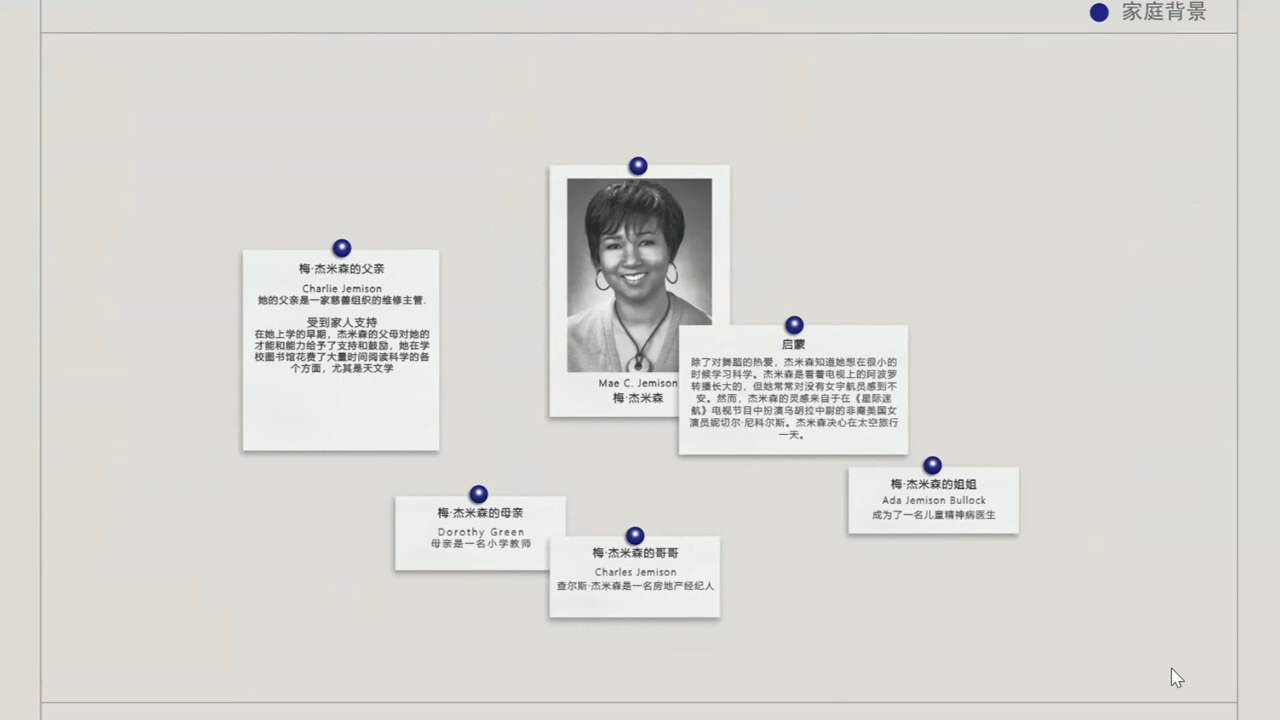 家庭背景
梅·杰米森的父亲
Charlie Jemison
她的父亲是一家慈善组织的维修主管.
受到家人支持
在她上学的早期，杰米森的父母对她的
才能和能力给予了支持和鼓励，她在学
校图书馆花费了大量时间阅读科学的各
个方面，尤其是天文学
Mae C. Jemison
梅·杰米森
启蒙
除了对舞蹈的热爱，杰米森知道她想在很小的
时候学习科学。杰米森是看着电视上的阿波罗
转播长大的，但她常常对没有女宇航员感到不
安。然而，杰米森的灵感来自于在《星际迷
航》电视节目中扮演乌胡拉中尉的非裔美国女
演员妮切尔·尼科尔斯。杰米森决心在太空旅行
一天。
梅·杰米森的姐姐
Ada Jemison Bullock
成为了一名儿童精神病医生
梅·杰米森的母亲
Dorothy Green
母亲是一名小学教师
梅·杰米森的哥哥
Charles Jemison
查尔斯·杰米森是一名房地产经纪人